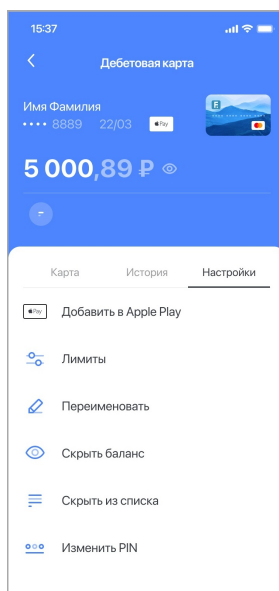 15:37
Дебетовая карта
Имя Фамилия
•••• 8889 22/03 Pay
5 000,89 ₽
Карта История Настройки
Pay Добавить в Apple Play
Лимиты
Переименовать
Скрыть баланс
Скрыть из списка
Изменить PIN